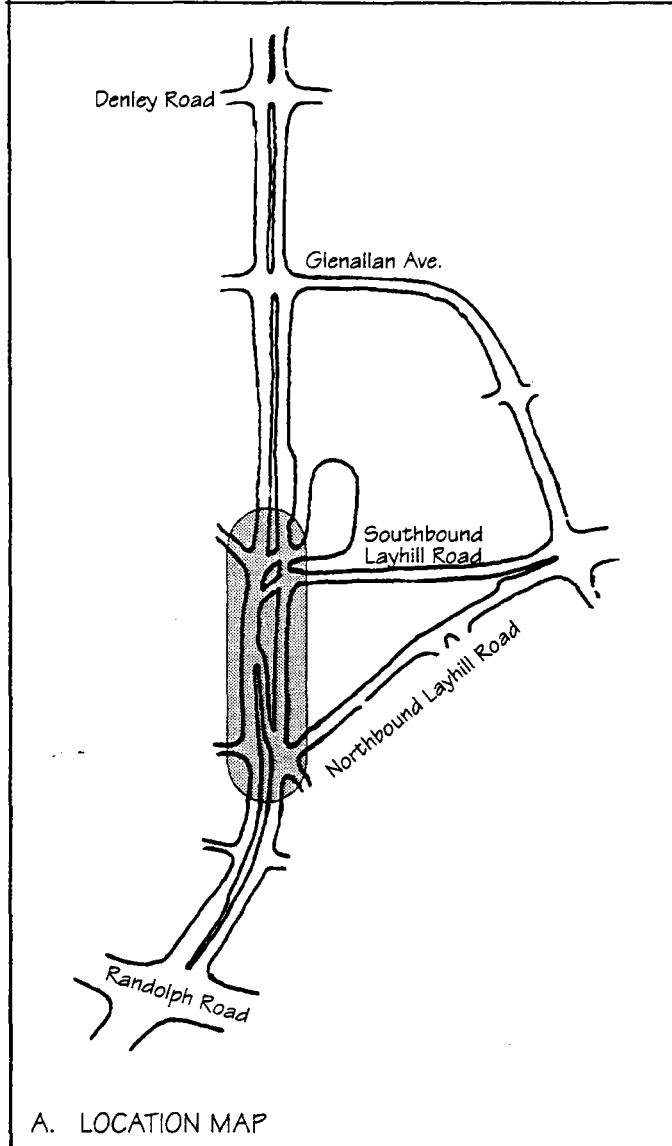 Denley Road
Glenallan Ave.
Southbound
Layhill Road
Northbound Layhill Road
Randolph Road
A. LOCATION MAP